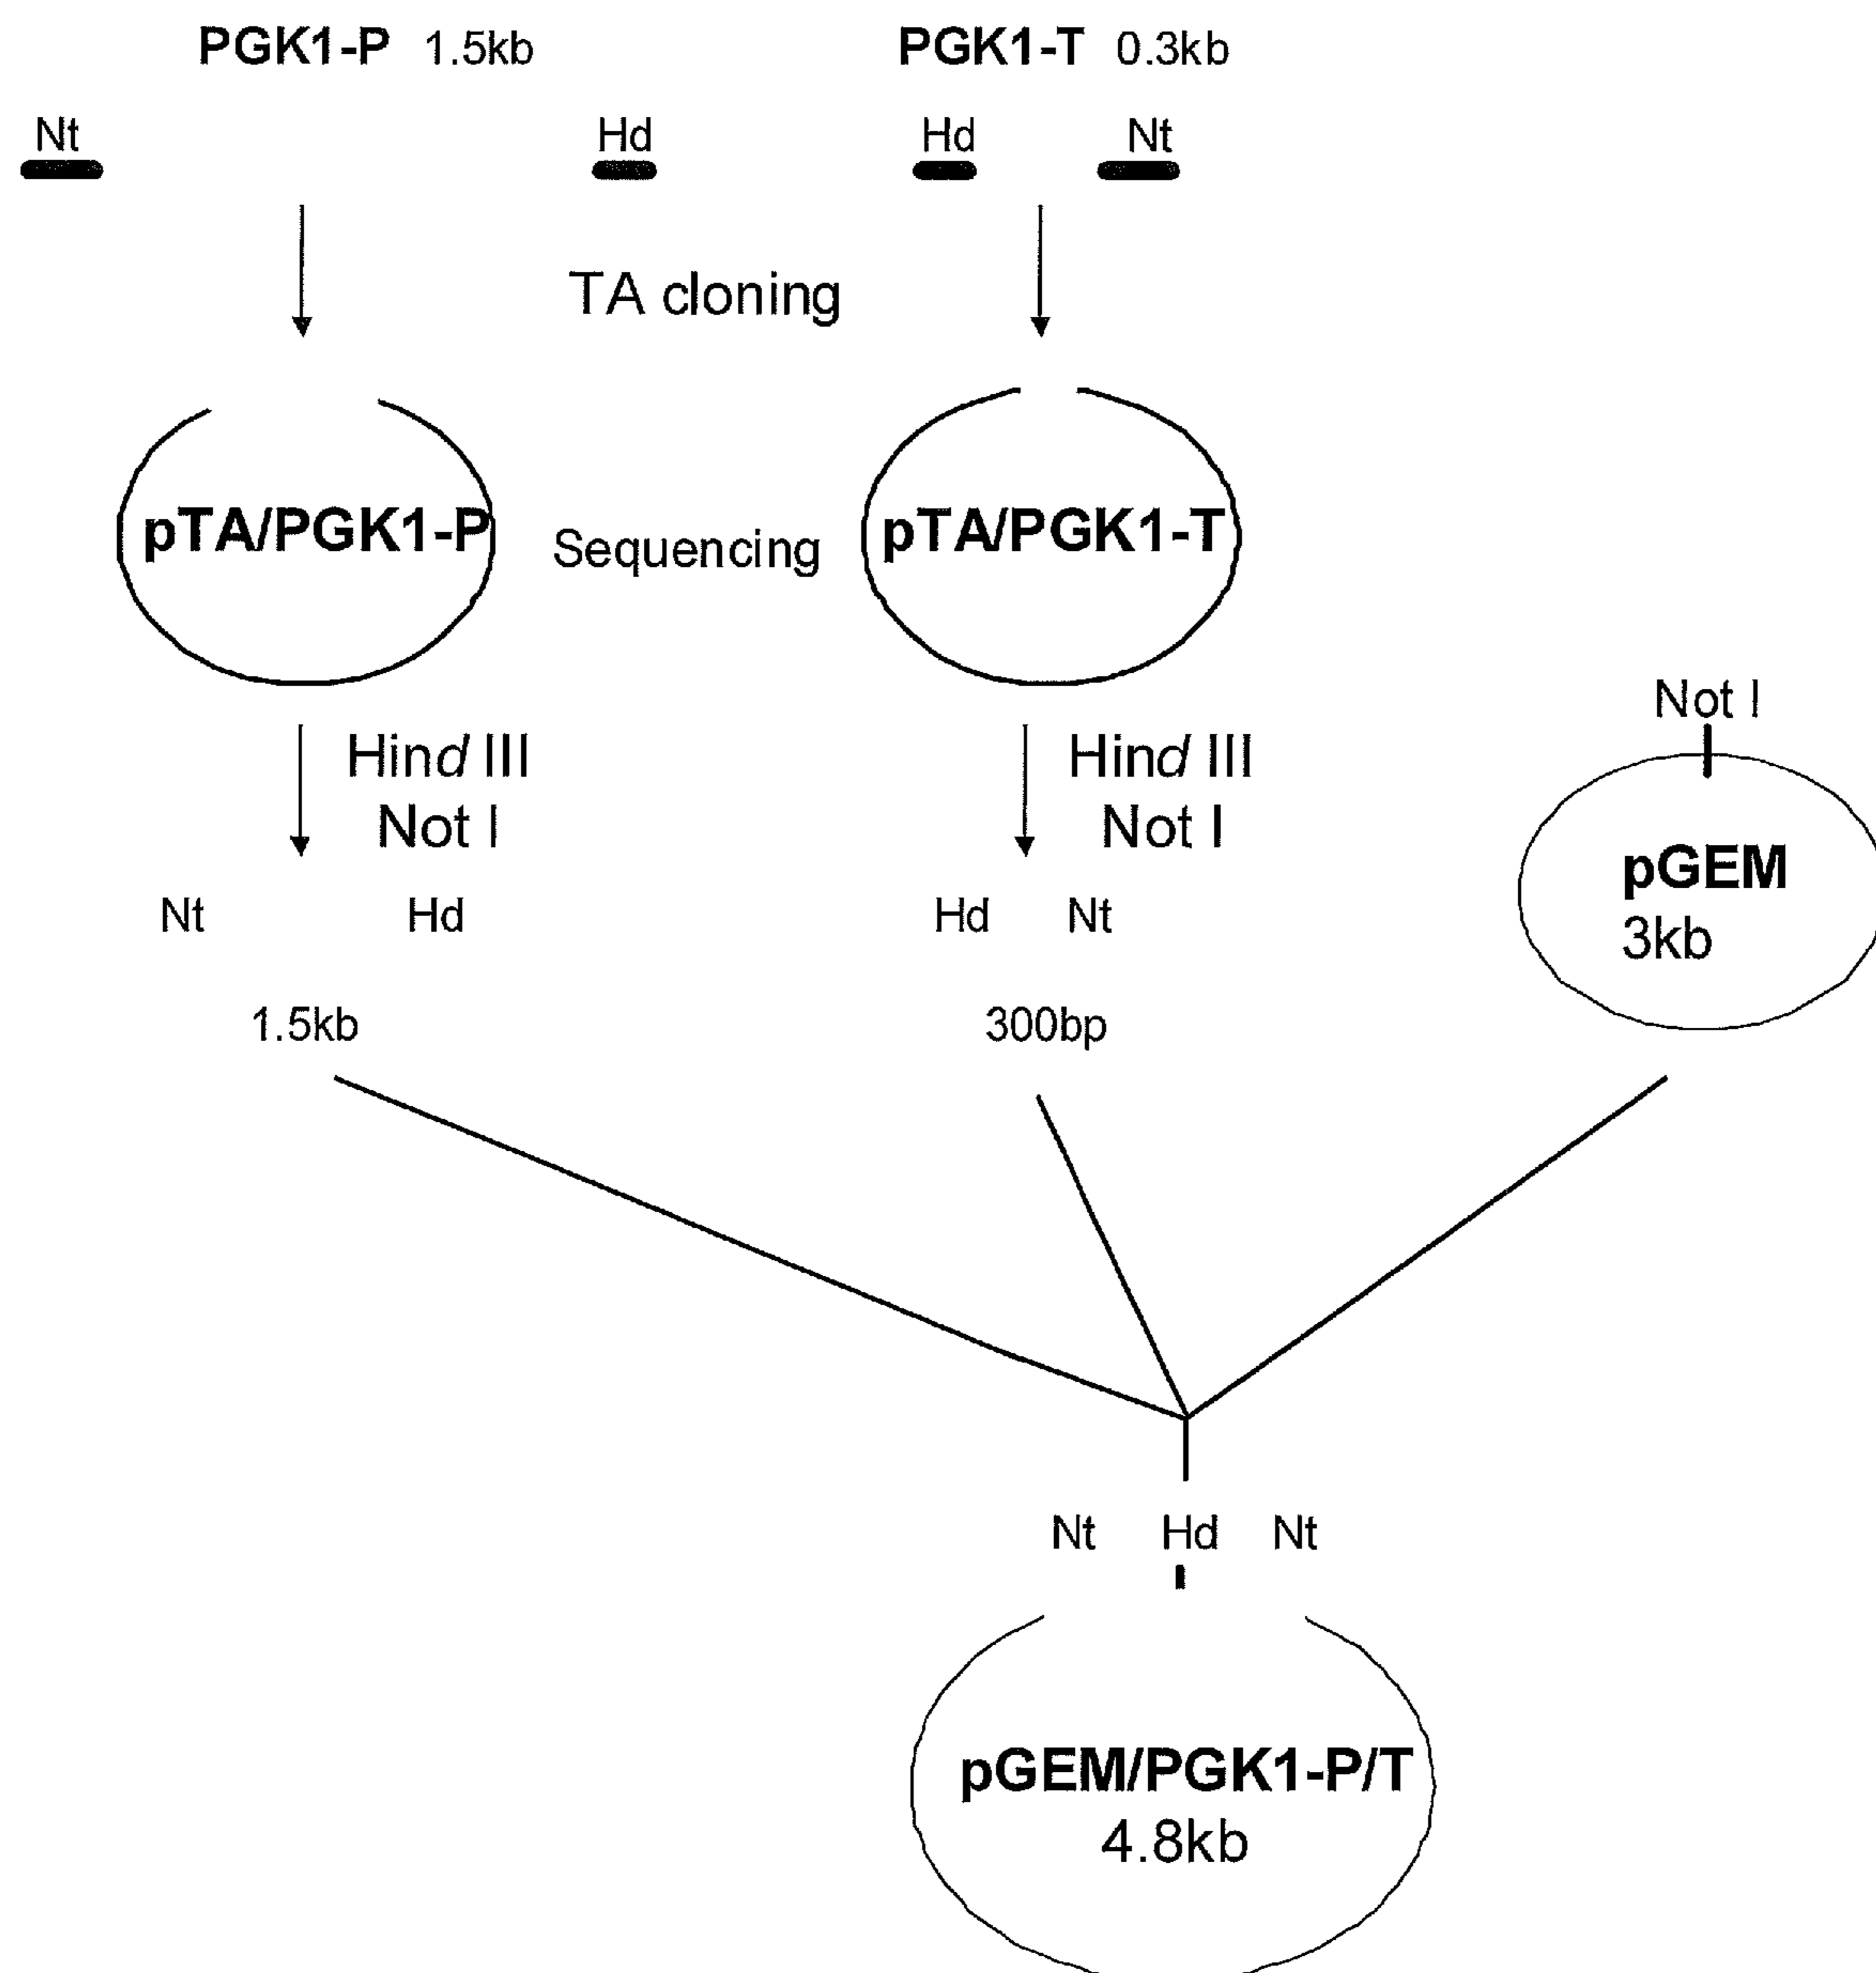 PGK1-P 1.5kb
PGK1-T 0.3kb
Nt
Hd
Hd
Nt
TA cloning
pTA/PGK1-P
Sequencing
pTA/PGK1-T
Hind III
Not I
Hind III
Not I
Not I
pGEM
3kb
Nt
Hd
Hd
Nt
1.5kb
300bp
Nt
Hd
Nt
pGEM/PGK1-P/T
4.8kb